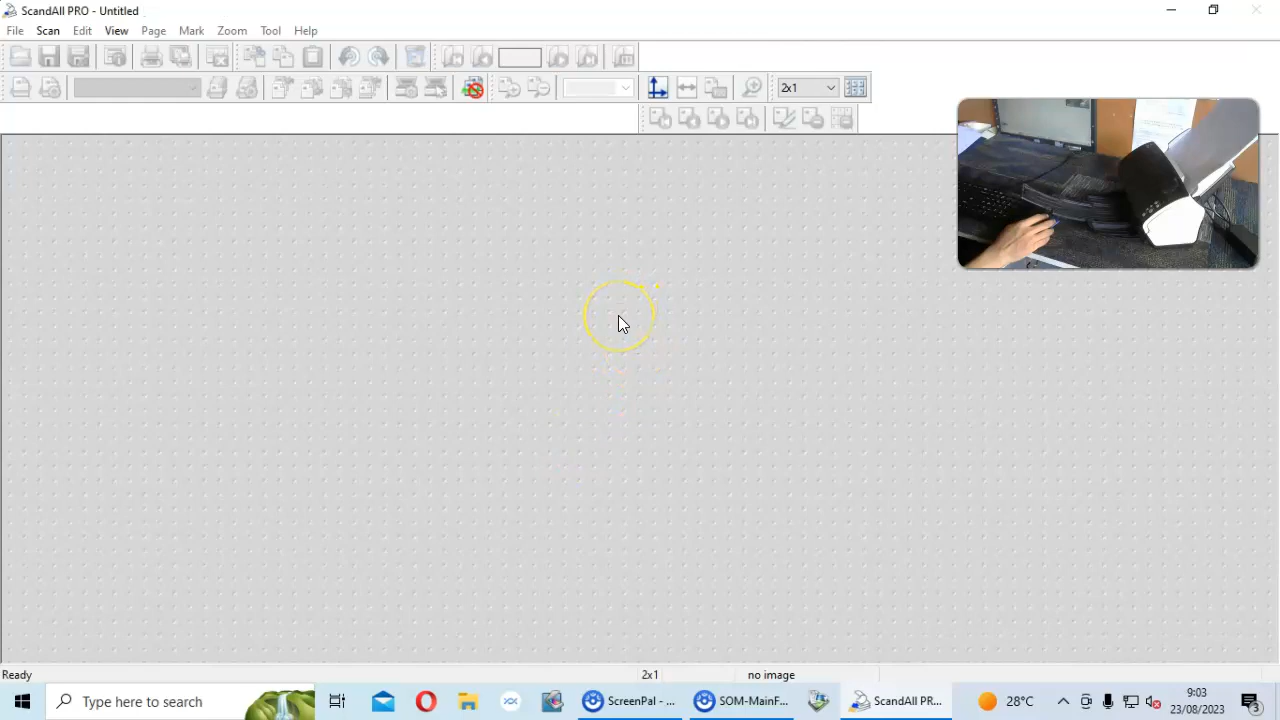 ScandAll PRO - Untitled
File Scan Edit View Page Mark Zoom Tool Help
2x1
Ready 2x1 no image
Type here to search
ScreenPal - ...
SOM-MainF...
ScandAll PR...
28°C
9:03
23/08/2023
3